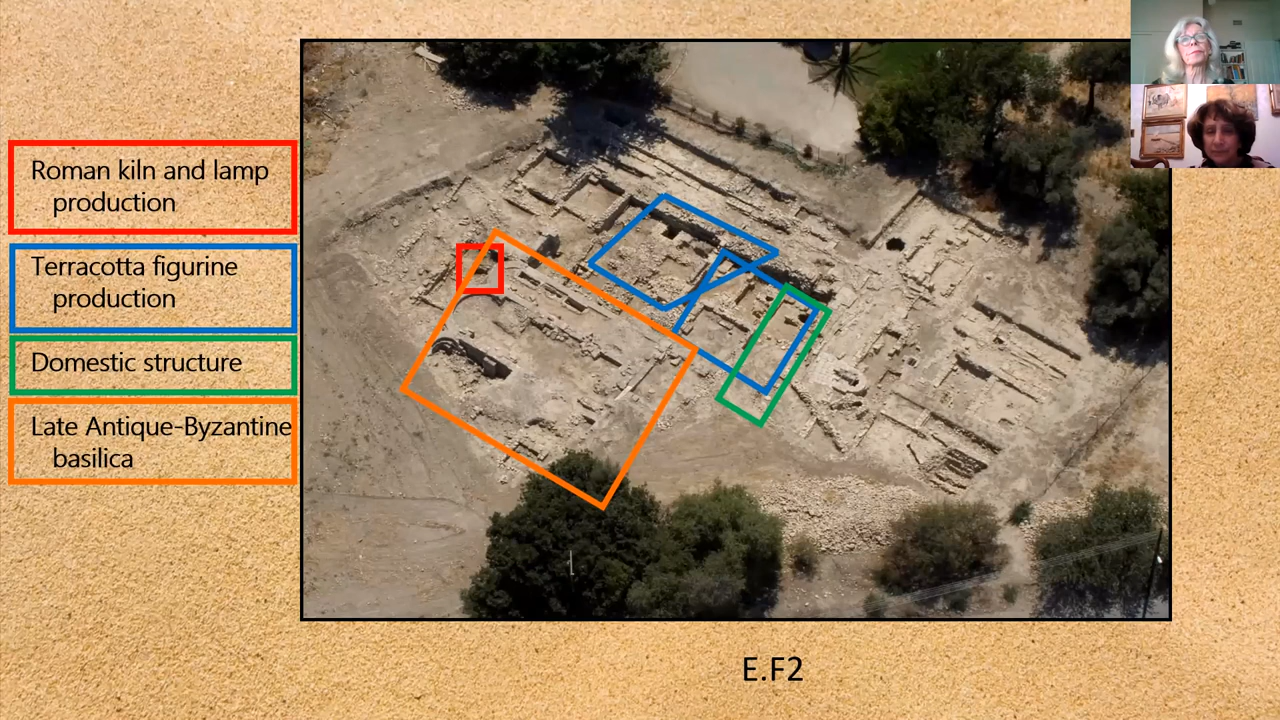 Roman kiln and lamp
production
Terracotta figurine
production
Domestic structure
Late Antique-Byzantine
basilica
E.F2